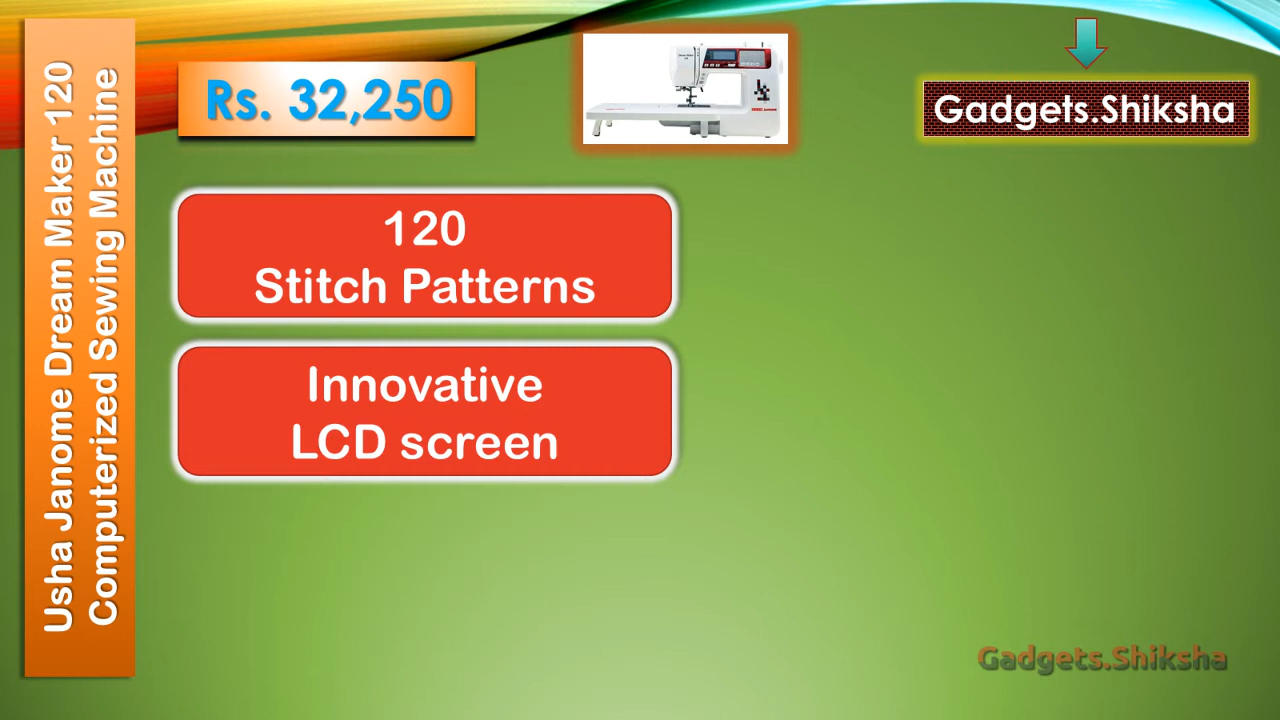 Usha Janome Dream Maker 120
Computerized Sewing Machine
Rs. 32,250
Gadgets.Shiksha
120
Stitch Patterns
Innovative
LCD screen
Gadgets.Shiksha